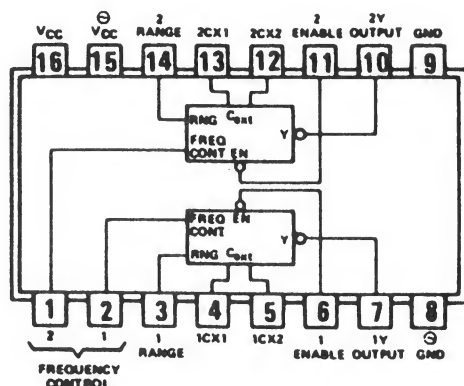 ⊖ 2 2 2Y
VCC VCC RANGE 2CX1 2CX2 ENABLE OUTPUT GND
16 15 14 13 12 11 10 9
RNG Cext
FREQ Y
CONT EN
FREQ EN
CONT
Y
RNG Cext
1 2 3 4 5 6 7 8
2 1 1 1CX1 1CX2 1 1Y ⊖
RANGE ENABLE OUTPUT GND
FREQUENCY
CONTROL